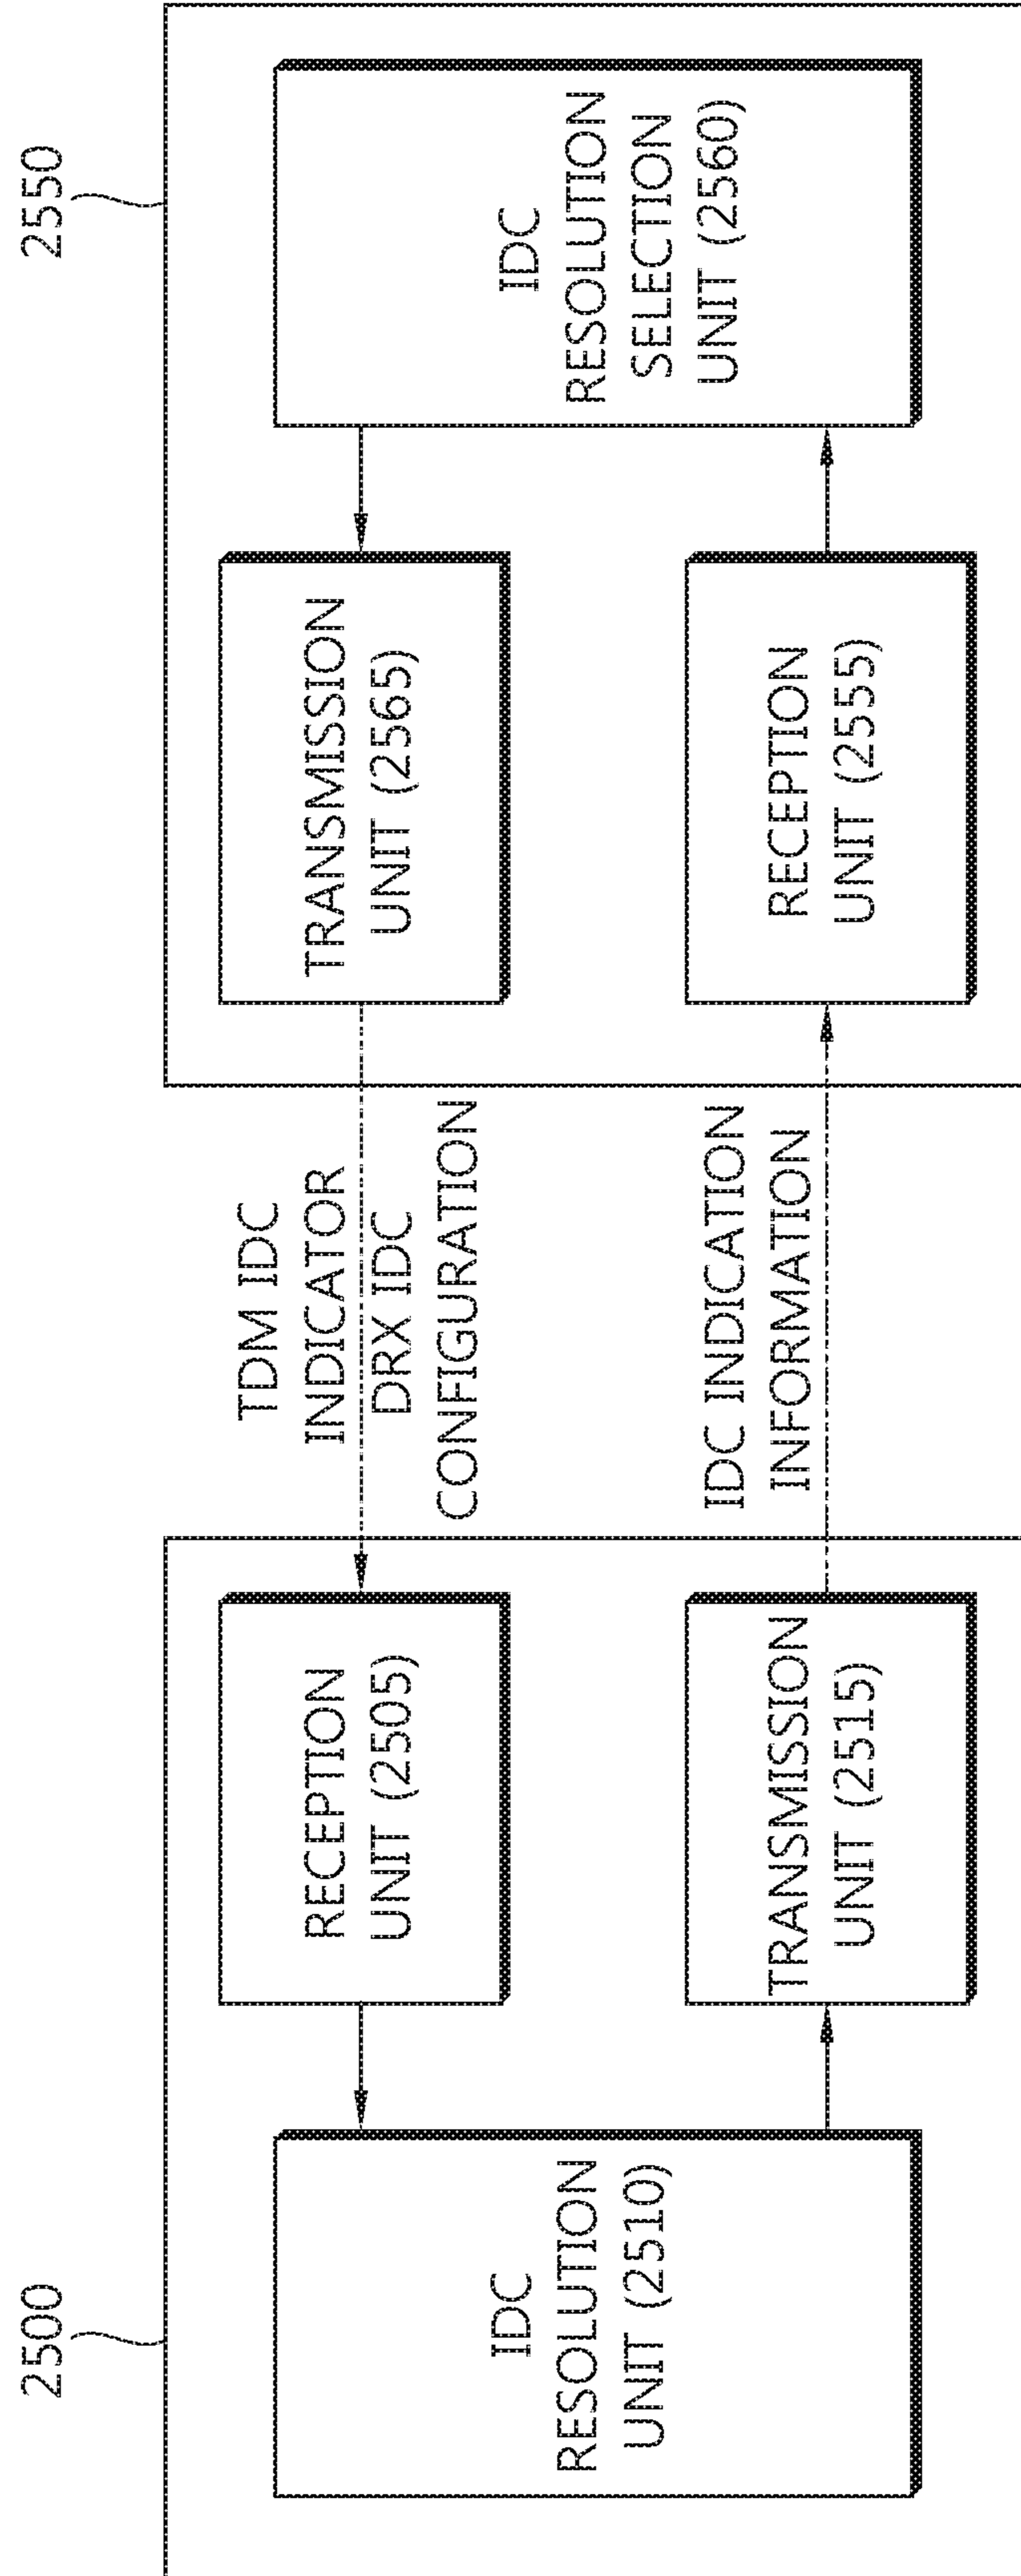 2500
2550
IDC
RESOLUTION
UNIT (2510)
RECEPTION
UNIT (2505)
TRANSMISSION
UNIT (2515)
TDM IDC
INDICATOR
DRX IDC
CONFIGURATION
IDC INDICATION
INFORMATION
TRANSMISSION
UNIT (2565)
RECEPTION
UNIT (2555)
IDC
RESOLUTION
SELECTION
UNIT (2560)